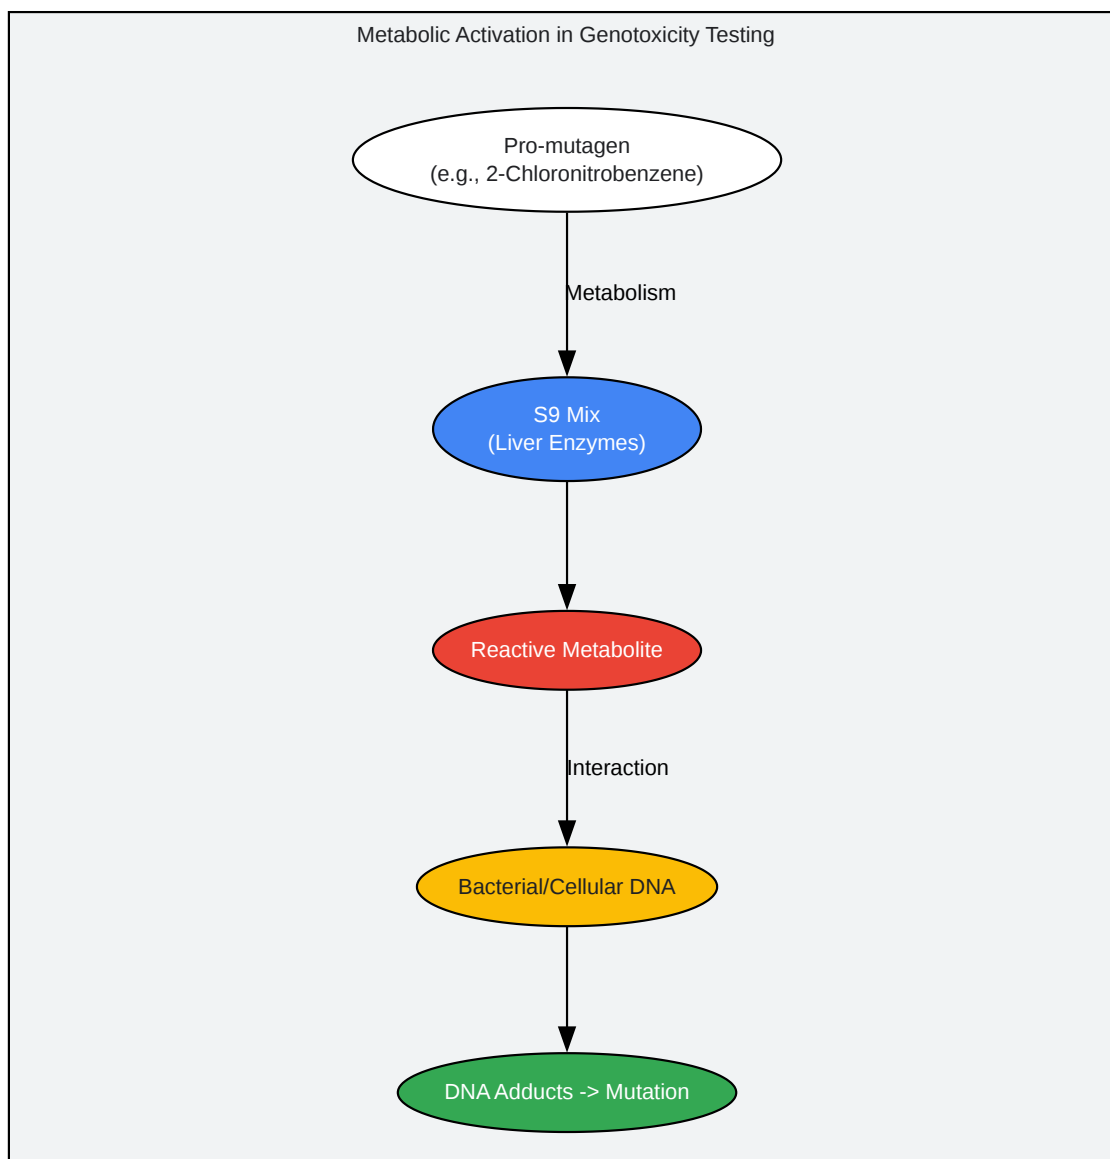 Metabolic Activation in Genotoxicity Testing
Pro-mutagen
(e.g., 2-Chloronitrobenzene)
Metabolism
S9 Mix
(Liver Enzymes)
Reactive Metabolite
Interaction
Bacterial/Cellular DNA
DNA Adducts -> Mutation